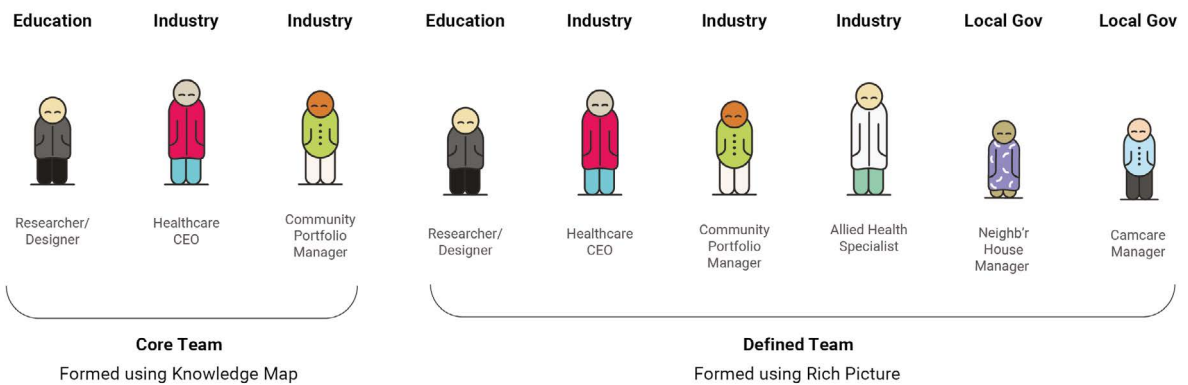 Education
Industry
Industry
Education
Industry
Industry
Industry
Local Gov
Local Gov
Researcher/
Designer
Healthcare
CEO
Community
Portfolio
Manager
Researcher/
Designer
Healthcare
CEO
Community
Portfolio
Manager
Allied Health
Specialist
Neighb'r
House
Manager
Camcare
Manager
Core Team
Formed using Knowledge Map
Defined Team
Formed using Rich Picture